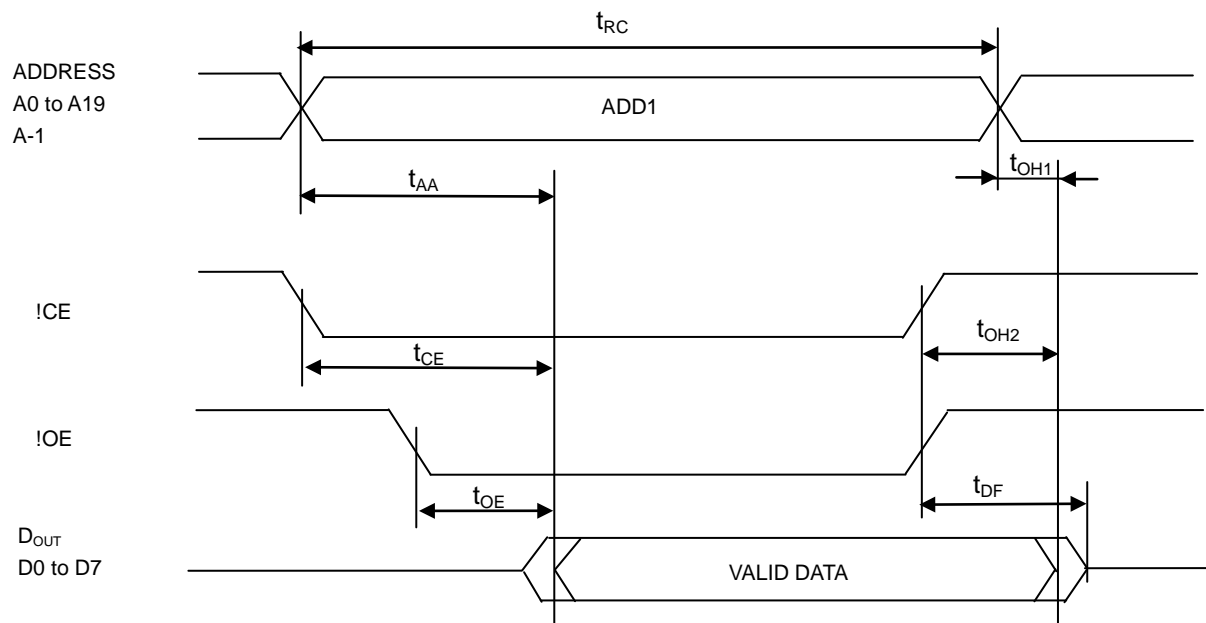 tRC
ADDRESS
A0 to A19
A-1
ADD1
tOH1
tAA
!CE
tOH2
tCE
!OE
tDF
tOE
DOUT
D0 to D7
VALID DATA